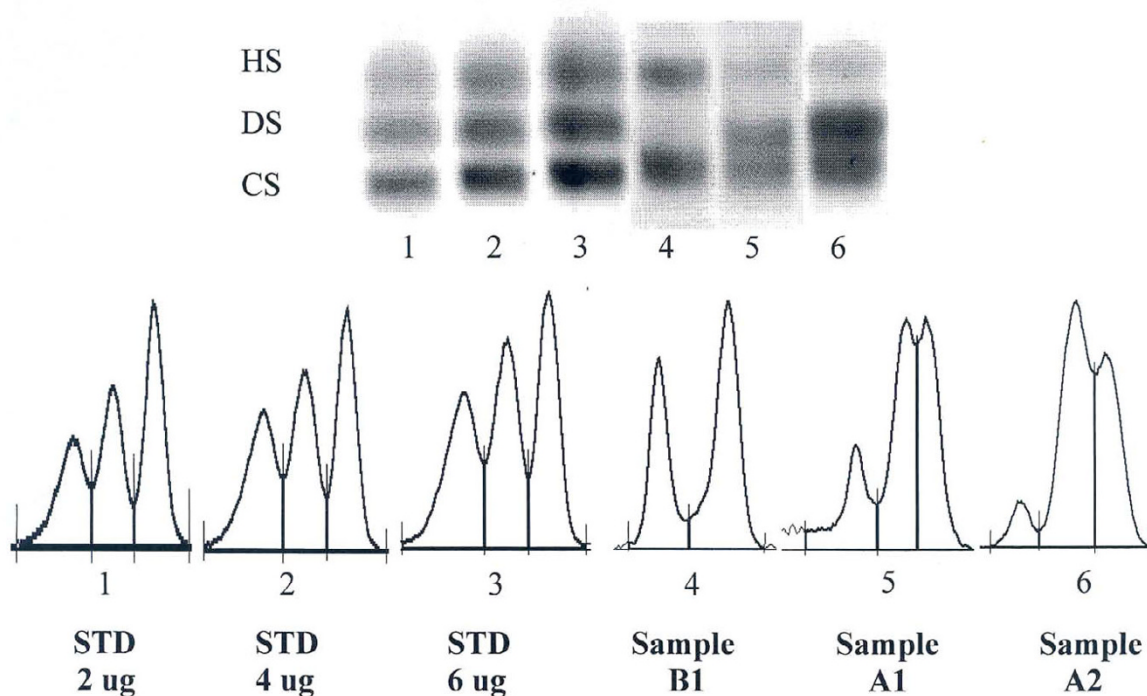 HS
DS
CS
1 2 3 4 5 6
1 2 3 4 5 6
STD STD STD Sample Sample Sample
2 ug 4 ug 6 ug B1 A1 A2